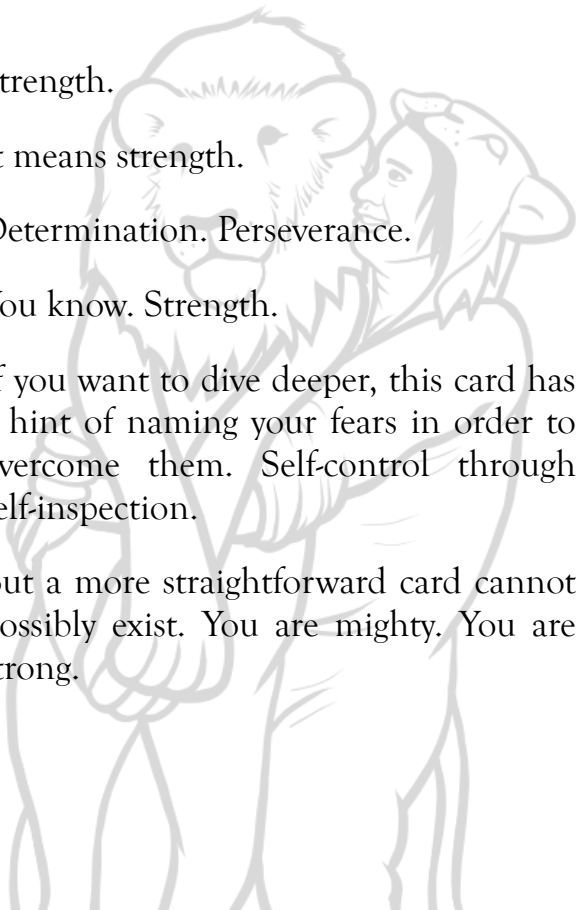 trength.
t means strength.
Determination. Perseverance.
You know. Strength.
f you want to dive deeper, this card has
hint of naming your fears in order to
vercome them. Self-control through
elf-inspection.
ut a more straightforward card cannot
ossibly exist. You are mighty. You are
trong.